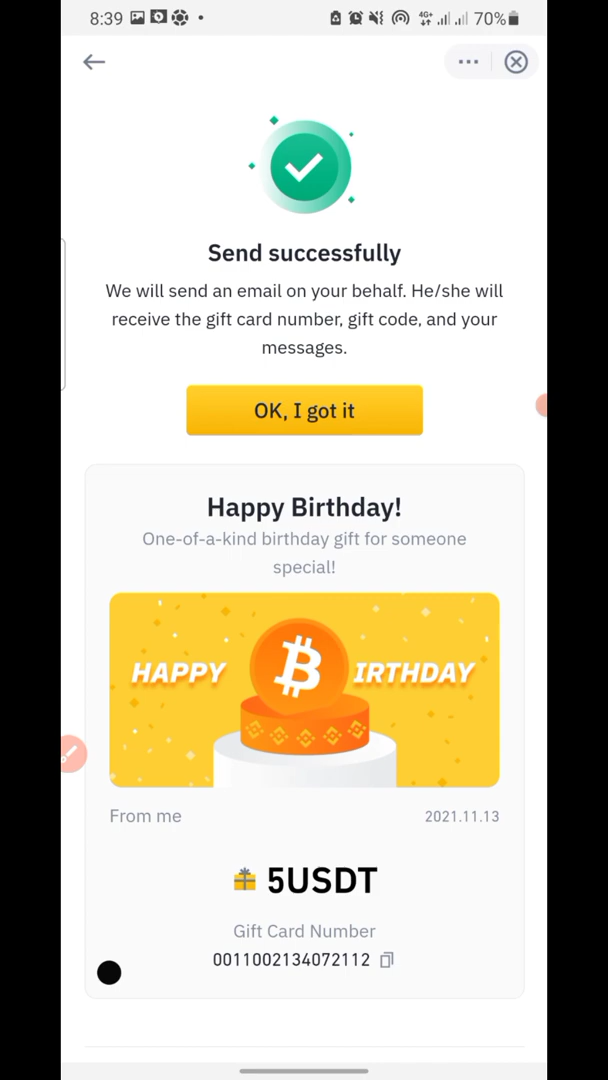 8:39
4G+
70%
Send successfully
We will send an email on your behalf. He/she will
receive the gift card number, gift code, and your
messages.
OK, I got it
Happy Birthday!
One-of-a-kind birthday gift for someone
special!
HAPPY ₿IRTHDAY
From me
2021.11.13
5USDT
Gift Card Number
0011002134072112